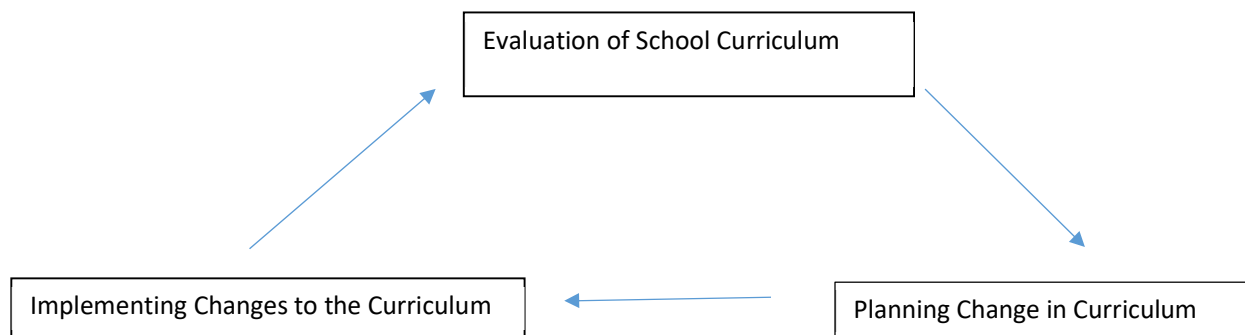 Evaluation of School Curriculum
Implementing Changes to the Curriculum
Planning Change in Curriculum